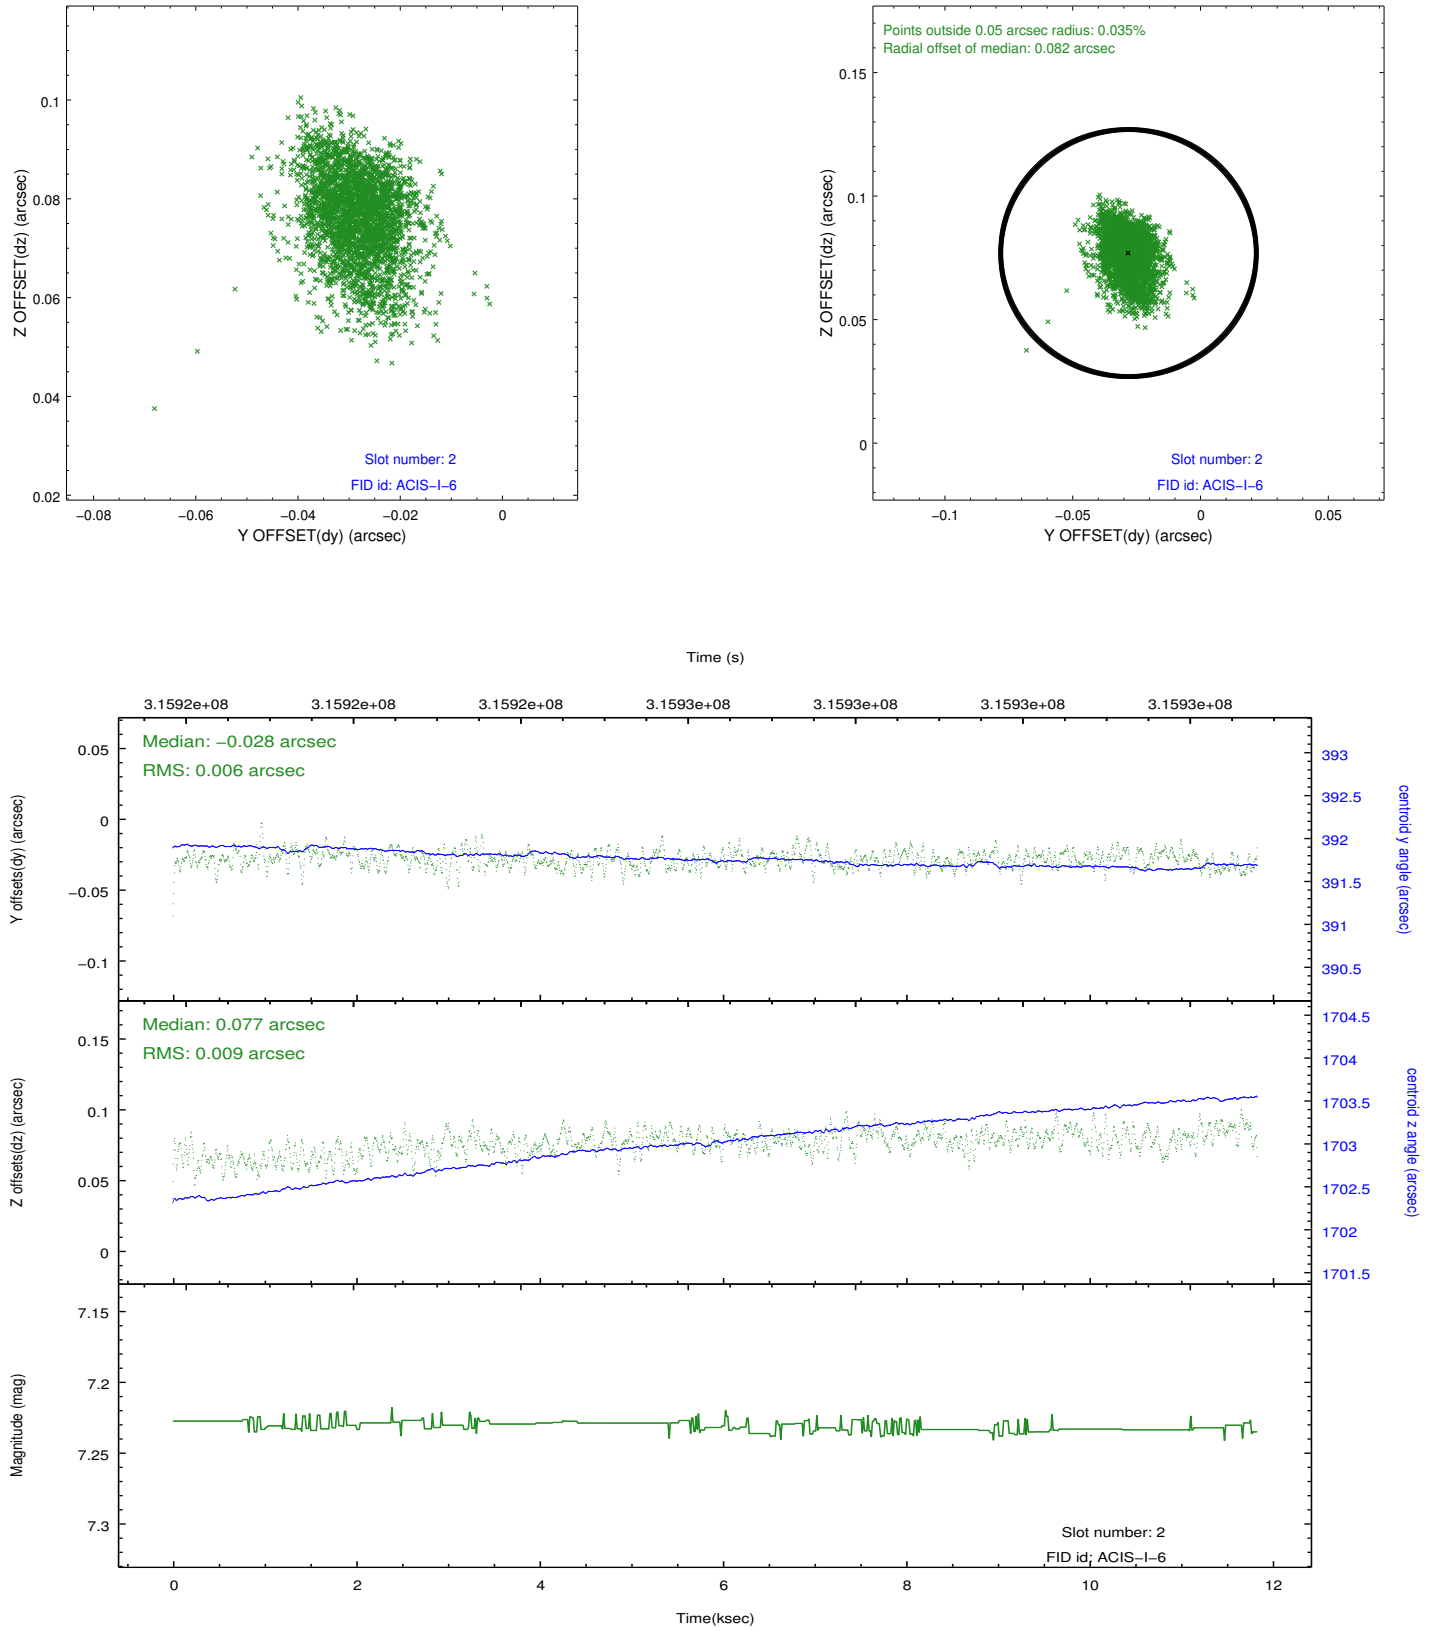 0.1
0.08
0.06
0.04
0.02
Z OFFSET(dz) (arcsec)
Slot number: 2
FID id: ACIS−I−6
−0.08 −0.06 −0.04 −0.02 0
Y OFFSET(dy) (arcsec)
Points outside 0.05 arcsec radius: 0.035%
Radial offset of median: 0.082 arcsec
0.15
0.1
0.05
0
Z OFFSET(dz) (arcsec)
Slot number: 2
FID id: ACIS−I−6
−0.1 −0.05 0 0.05
Y OFFSET(dy) (arcsec)
Time (s)
3.1592e+08 3.1592e+08 3.1592e+08 3.1593e+08 3.1593e+08 3.1593e+08 3.1593e+08
Median: −0.028 arcsec
RMS: 0.006 arcsec
0.05
0
−0.05
−0.1
Y offsets(dy) (arcsec)
393
392.5
392
391.5
391
390.5
centroid y angle (arcsec)
Median: 0.077 arcsec
RMS: 0.009 arcsec
0.15
0.1
0.05
0
Z offsets(dz) (arcsec)
1704.5
1704
1703.5
1703
1702.5
1702
1701.5
centroid z angle (arcsec)
7.15
7.2
7.25
7.3
Magnitude (mag)
Slot number: 2
FID id: ACIS−I−6
0 2 4 6 8 10 12
Time(ksec)